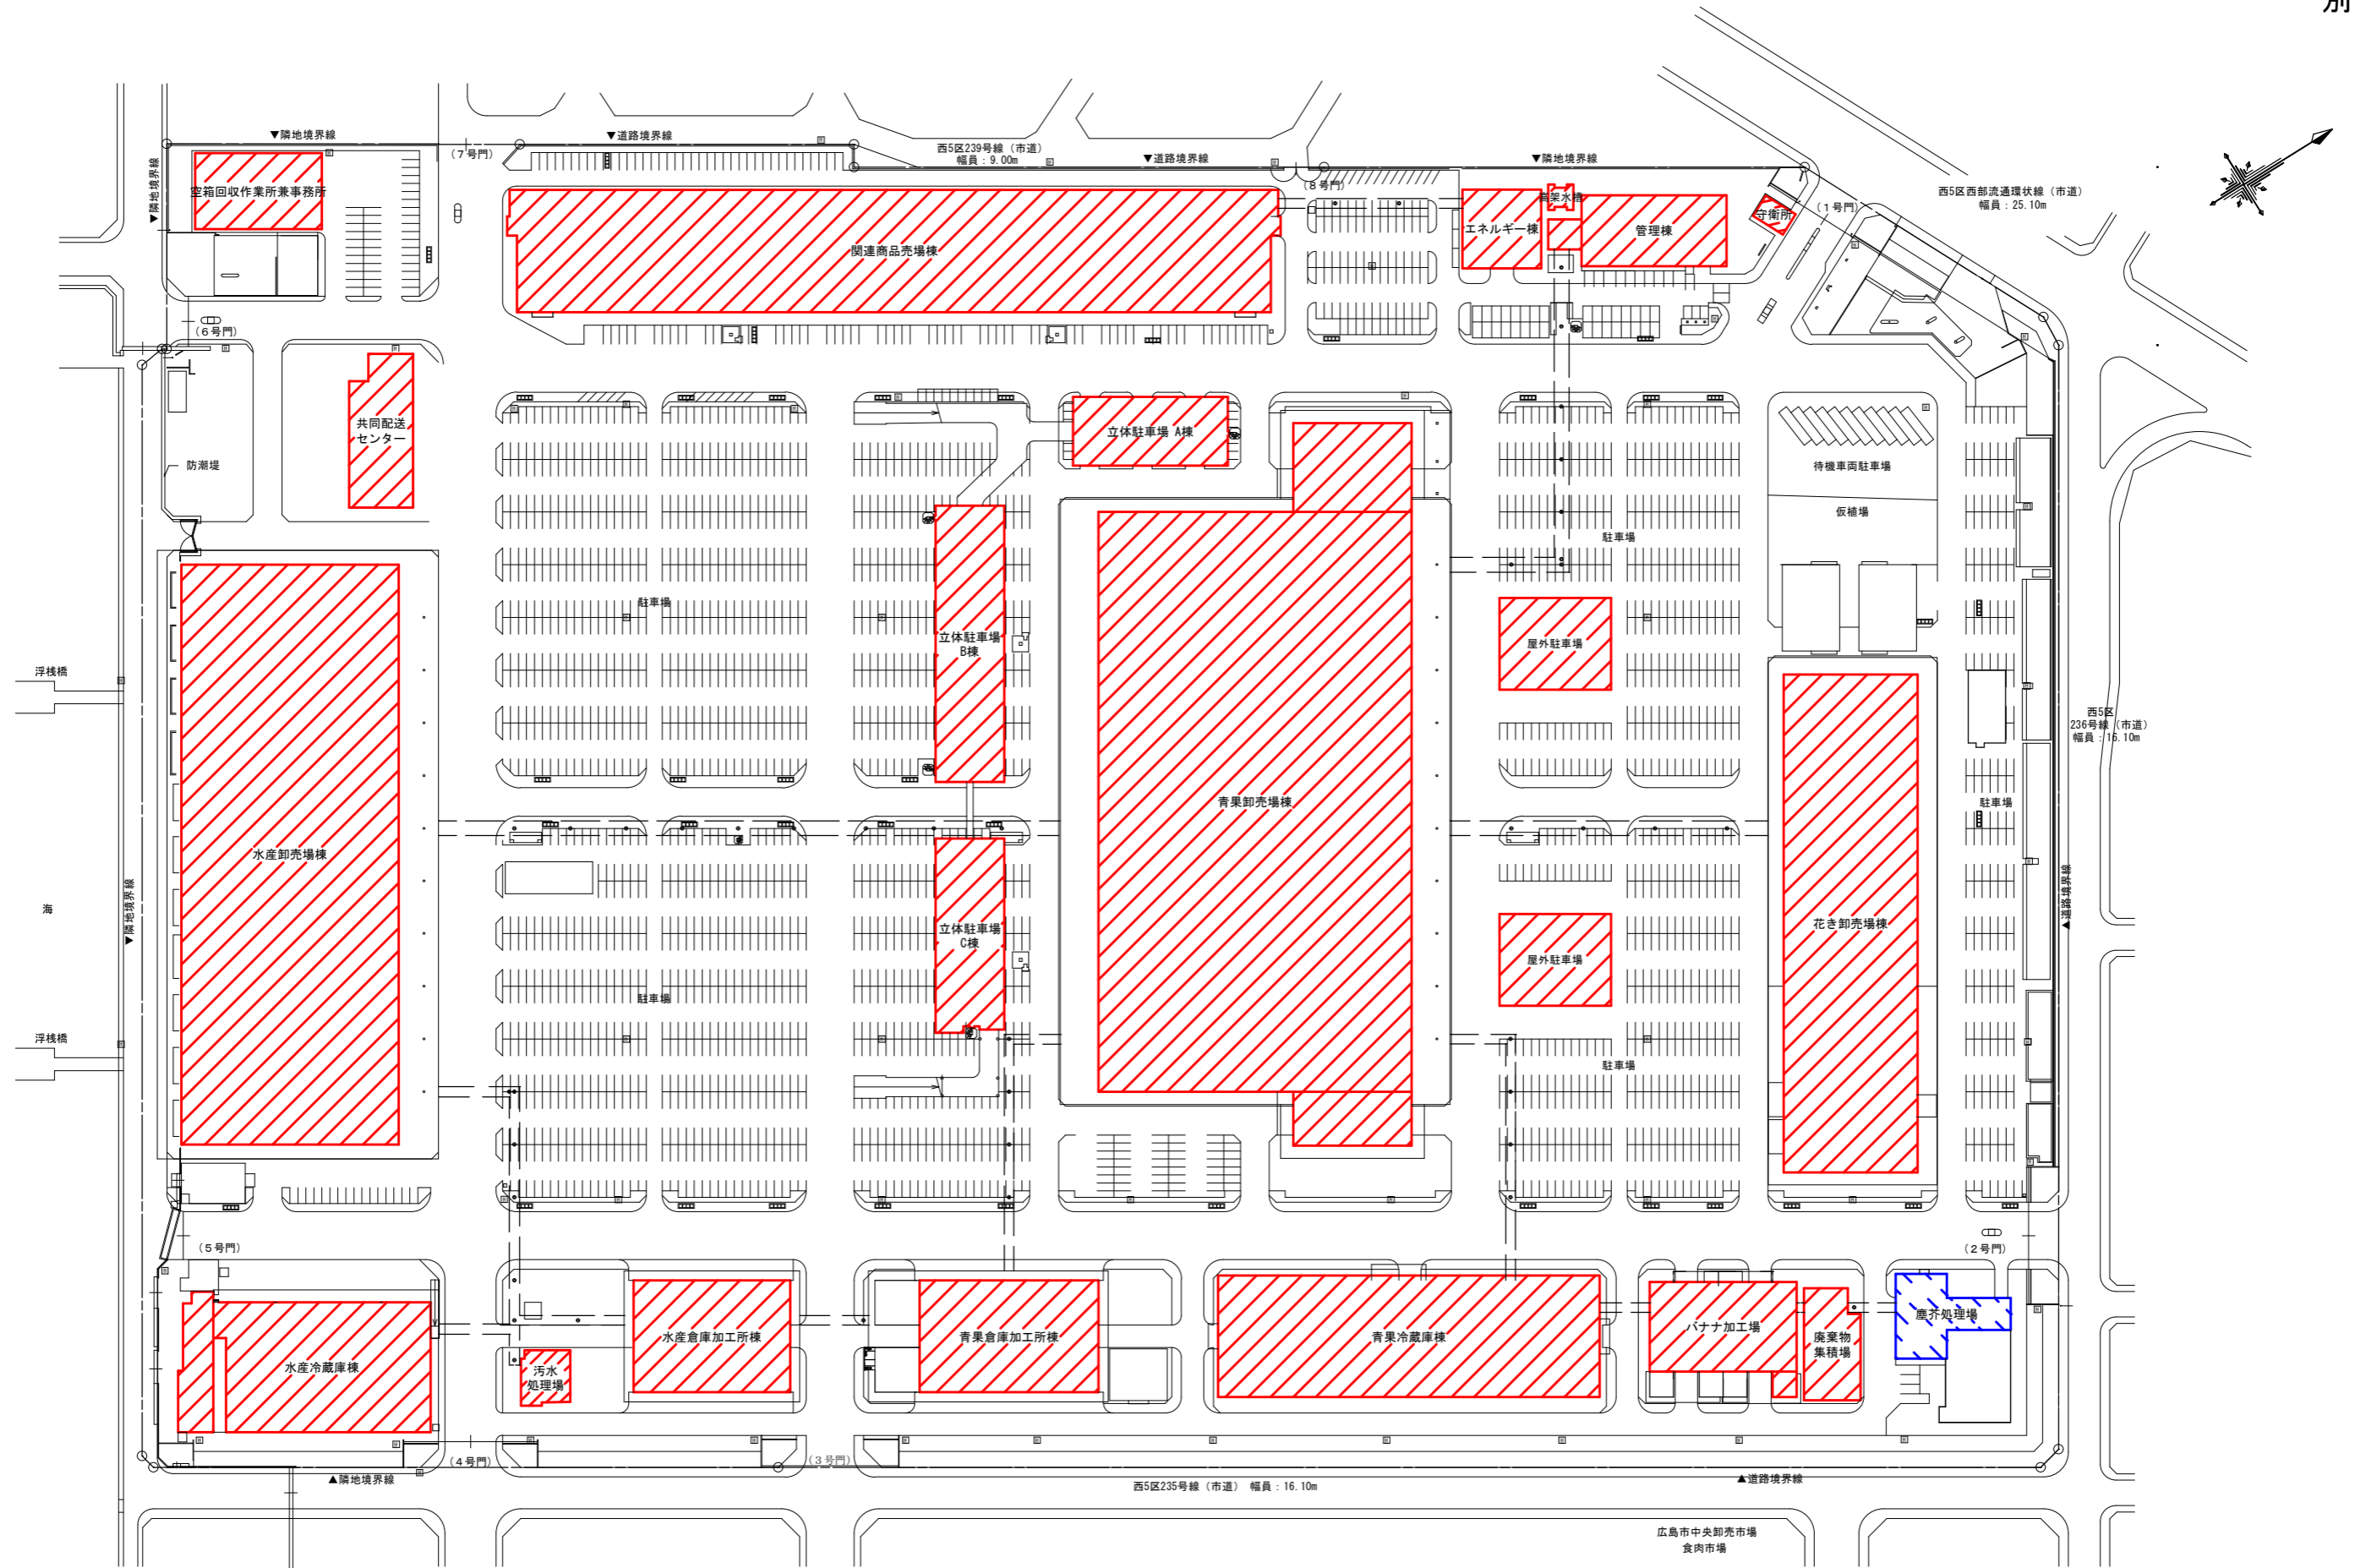 別
▼隣地境界線
（７号門）
▼道路境界線
西5区239号線（市道）
幅員：9.00m
▼道路境界線
▼隣地境界線
▼隣地境界線
空箱回収作業所兼事務所
関連商品売場棟
（８号門）
エネルギー棟
高架水槽
管理棟
守衛所
（１号門）
西5区西部流通環状線（市道）
幅員：25.10m
（６号門）
共同配送
センター
防潮堤
立体駐車場 A棟
待機車両駐車場
仮植場
駐車場
駐車場
立体駐車場
B棟
屋外駐車場
浮桟橋
西5区
236号線（市道）
幅員：16.10m
青果卸売場棟
駐車場
水産卸売場棟
海
▼隣地境界線
立体駐車場
C棟
屋外駐車場
花き卸売場棟
▲道路境界線
駐車場
浮桟橋
駐車場
（５号門）
（２号門）
水産冷蔵庫棟
汚水
処理場
水産倉庫加工所棟
青果倉庫加工所棟
青果冷蔵庫棟
バナナ加工場
廃棄物
集積場
塵芥処理場
（４号門）
（３号門）
▲隣地境界線
西5区235号線（市道） 幅員：16.10m
▲道路境界線
広島市中央卸売市場
食肉市場